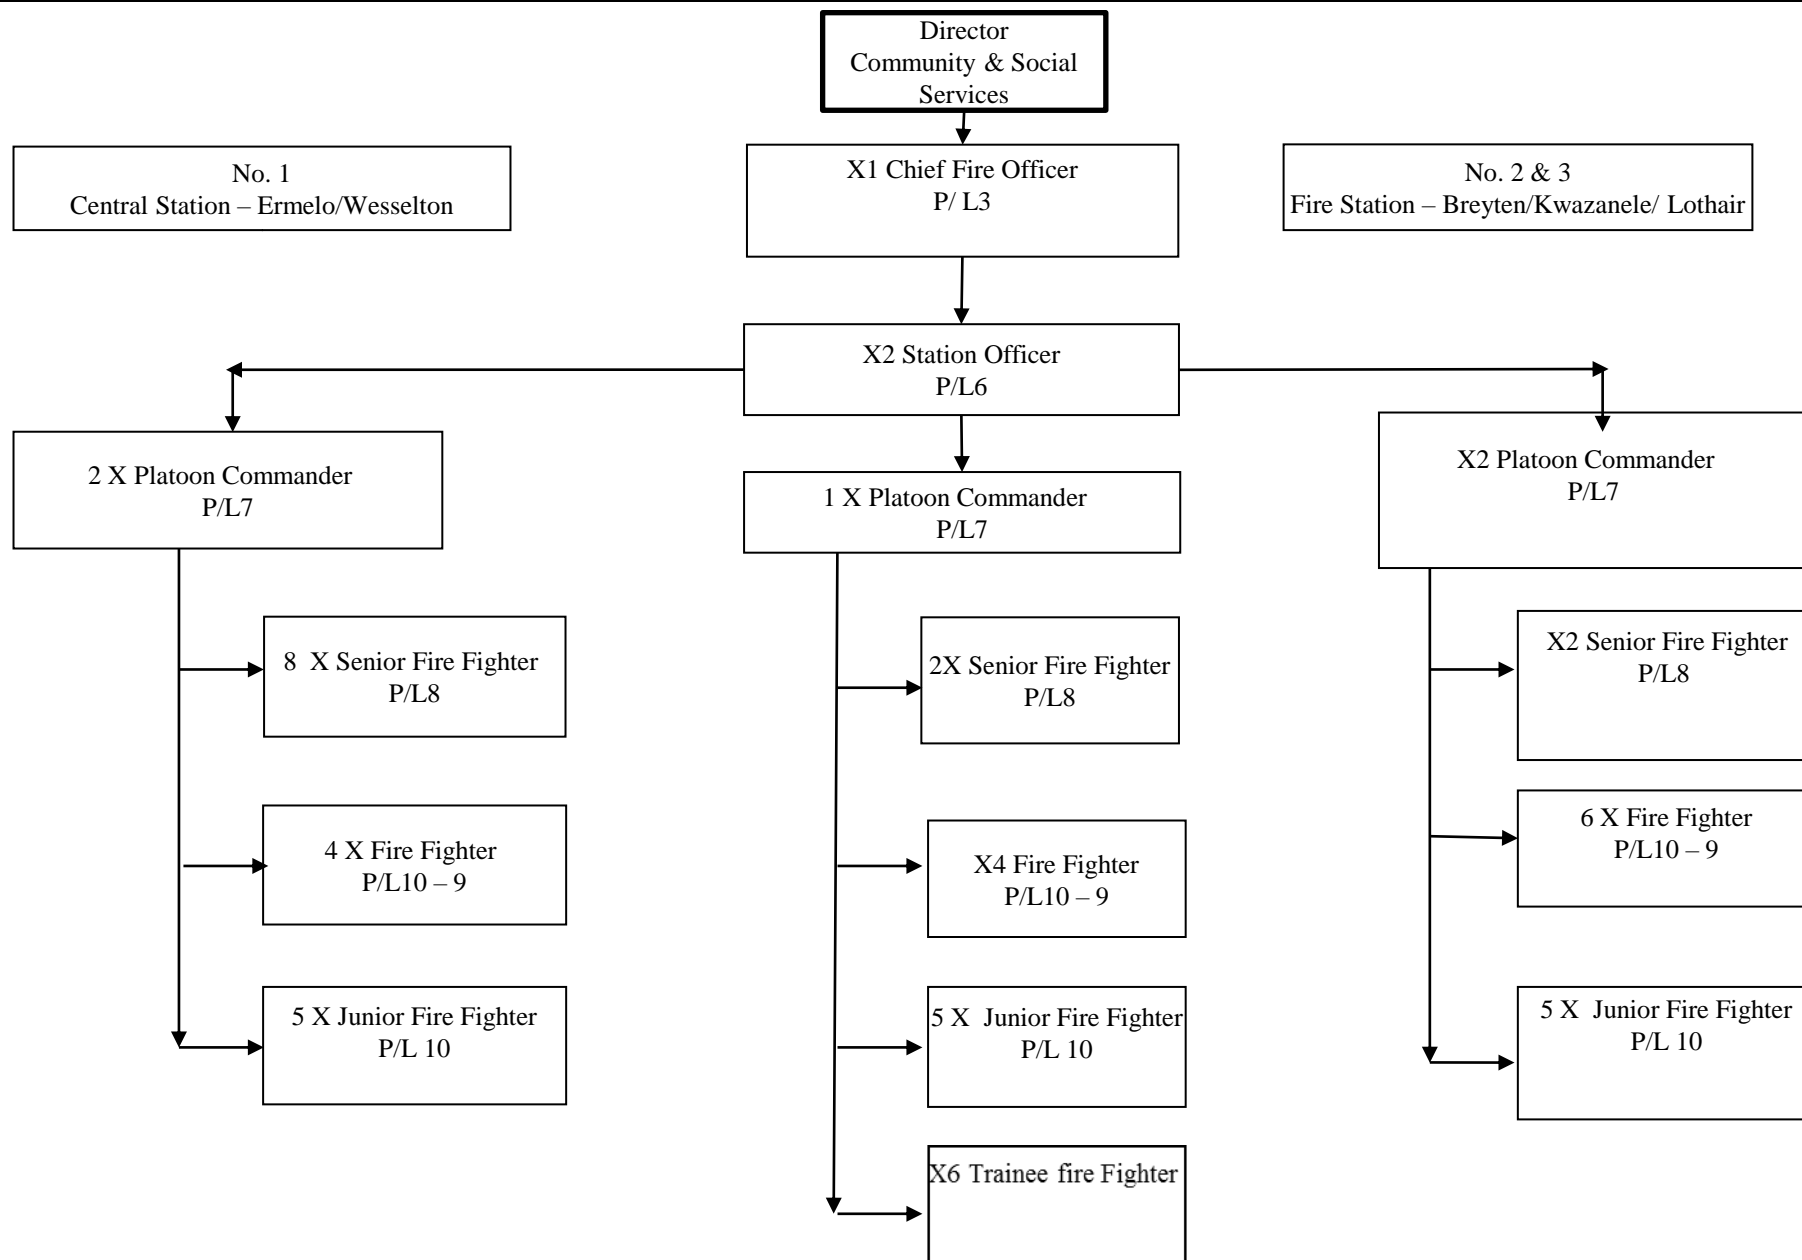 Director
Community & Social
Services
No. 1
Central Station – Ermelo/Wesselton
X1 Chief Fire Officer
P/ L3
No. 2 & 3
Fire Station – Breyten/Kwazanele/ Lothair
X2 Station Officer
P/L6
2 X Platoon Commander
P/L7
1 X Platoon Commander
P/L7
X2 Platoon Commander
P/L7
8 X Senior Fire Fighter
P/L8
2X Senior Fire Fighter
P/L8
X2 Senior Fire Fighter
P/L8
4 X Fire Fighter
P/L10 – 9
X4 Fire Fighter
P/L10 – 9
6 X Fire Fighter
P/L10 – 9
5 X Junior Fire Fighter
P/L 10
5 X Junior Fire Fighter
P/L 10
5 X Junior Fire Fighter
P/L 10
X6 Trainee fire Fighter